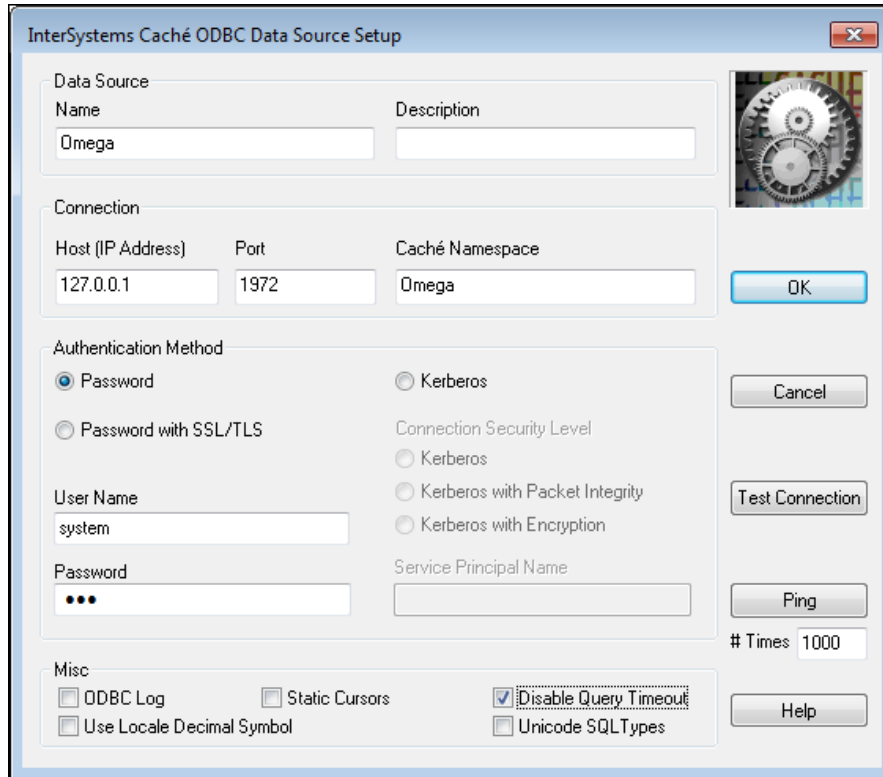 InterSystems Caché ODBC Data Source Setup
Data Source
Name Description
Omega
Connection
Host (IP Address) Port Caché Namespace
127.0.0.1 1972 Omega
OK
Authentication Method
Password Kerberos
Cancel
Password with SSL/TLS Connection Security Level
Kerberos
User Name Kerberos with Packet Integrity Test Connection
system Kerberos with Encryption
Password Service Principal Name
•••
Ping
# Times 1000
Misc
ODBC Log Static Cursors Disable Query Timeout
Use Locale Decimal Symbol Unicode SQLTypes
Help